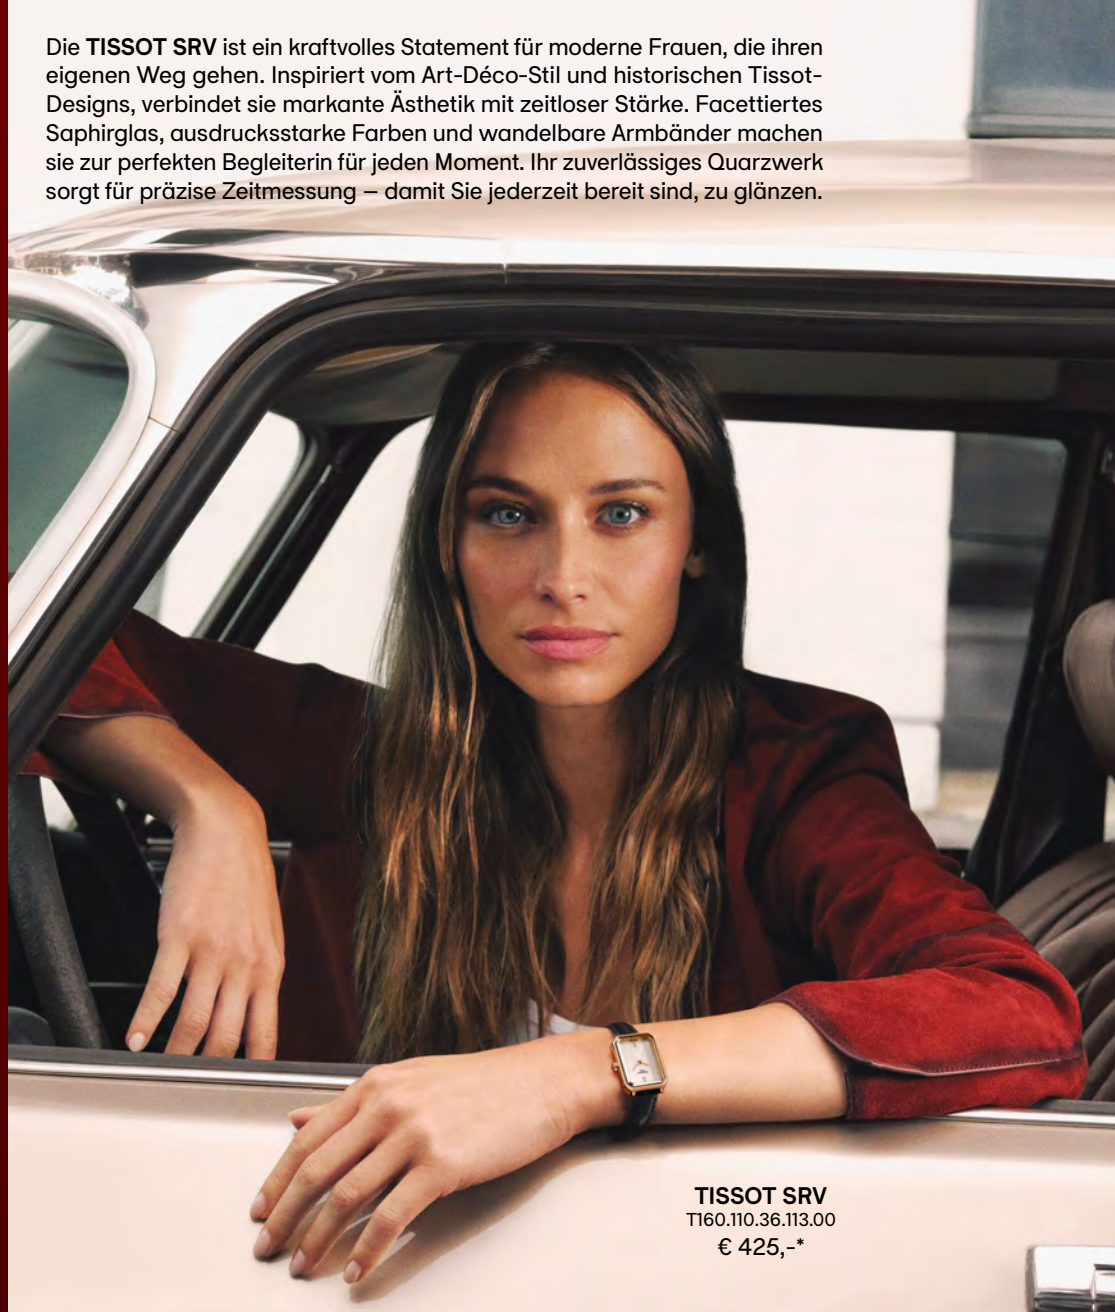 Die TISSOT SRV ist ein kraftvolles Statement für moderne Frauen, die ihren
eigenen Weg gehen. Inspiriert vom Art-Déco-Stil und historischen Tissot-
Designs, verbindet sie markante Ästhetik mit zeitloser Stärke. Facettiertes
Saphirglas, ausdrucksstarke Farben und wandelbare Armbänder machen
sie zur perfekten Begleiterin für jeden Moment. Ihr zuverlässiges Quarzwerk
sorgt für präzise Zeitmessung – damit Sie jederzeit bereit sind, zu glänzen.
TISSOT SRV
T160.110.36.113.00
€ 425,-*